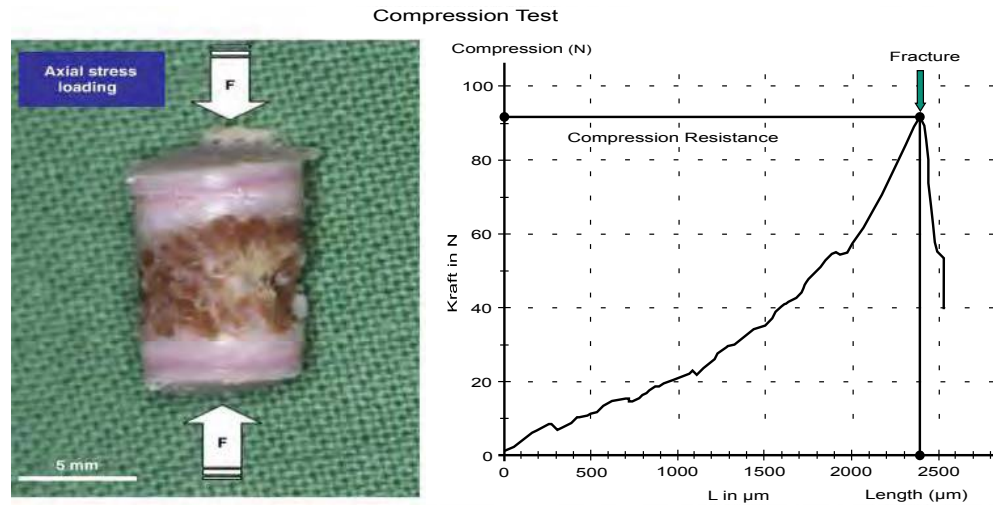 Compression Test
Axial stress
loading
F
F
5 mm
Compression (N)
Fracture
Compression Resistance
100
80
60
40
20
0
Kraft in N
0
500
1000
1500
2000
2500
L in µm
Length (µm)